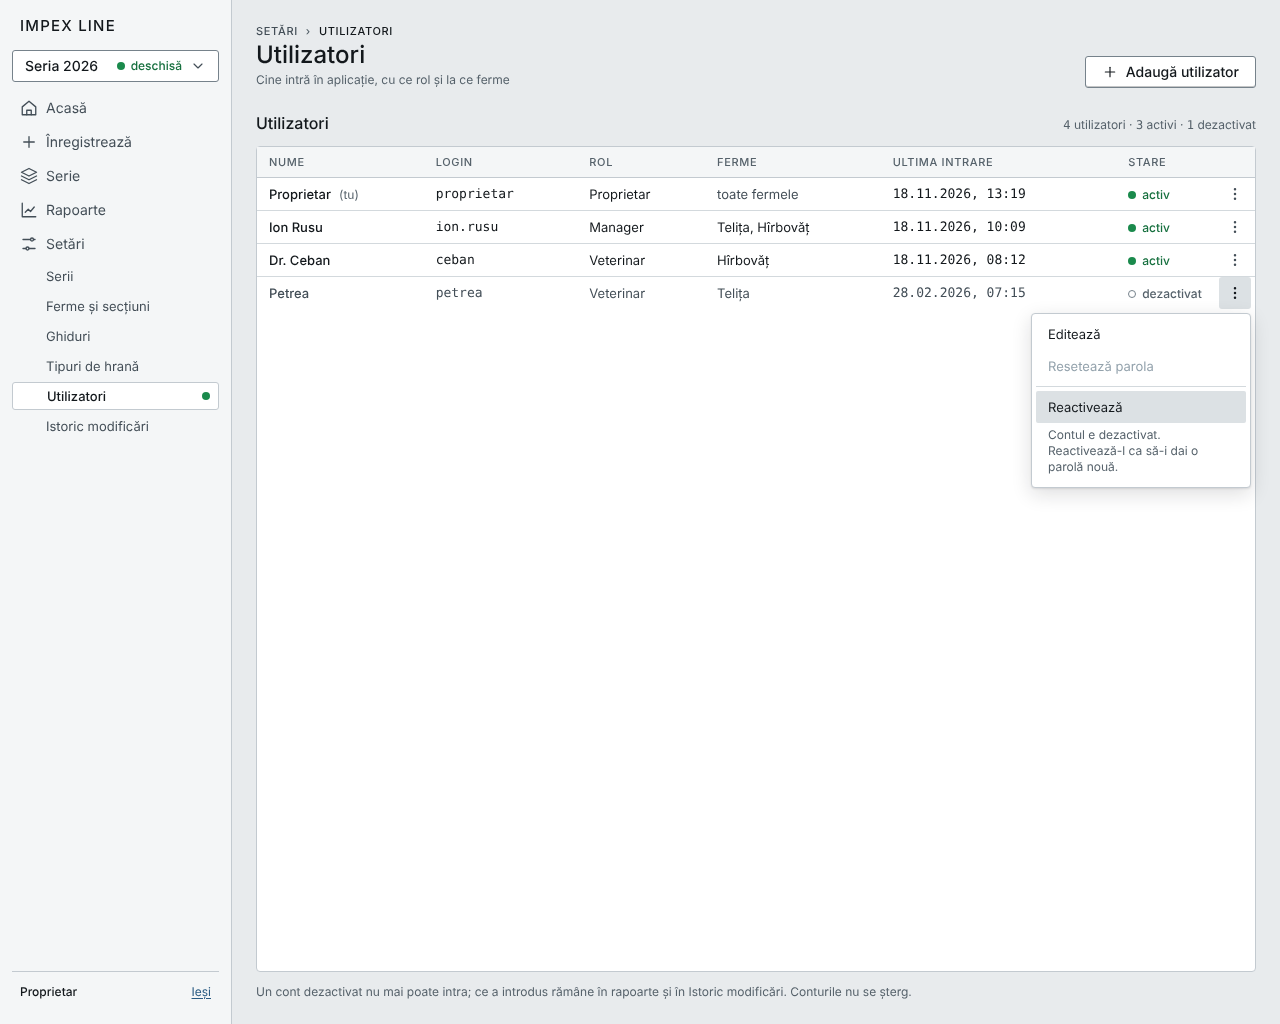 IMPEX LINE
Seria 2026 deschisă
Acasă
Înregistrează
Serie
Rapoarte
Setări
Serii
Ferme și secțiuni
Ghiduri
Tipuri de hrană
Utilizatori
Istoric modificări
Proprietar Ieși
SETĂRI › UTILIZATORI
Utilizatori
Cine intră în aplicație, cu ce rol și la ce ferme
Adaugă utilizator
Utilizatori
4 utilizatori · 3 activi · 1 dezactivat
NUME LOGIN ROL FERME ULTIMA INTRARE STARE
Proprietar (tu) proprietar Proprietar toate fermele 18.11.2026, 13:19 activ
Ion Rusu ion.rusu Manager Telița, Hîrbovăț 18.11.2026, 10:09 activ
Dr. Ceban ceban Veterinar Hîrbovăț 18.11.2026, 08:12 activ
Petrea petrea Veterinar Telița 28.02.2026, 07:15 dezactivat
Editează
Resetează parola
Reactivează
Contul e dezactivat.
Reactivează-l ca să-i dai o
parolă nouă.
Un cont dezactivat nu mai poate intra; ce a introdus rămâne în rapoarte și în Istoric modificări. Conturile nu se șterg.